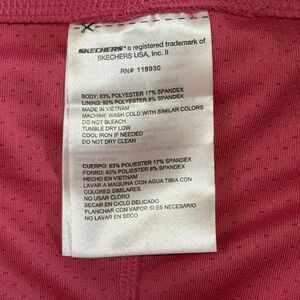 SKECHERS® a registered trademark of
SKECHERS USA, Inc. II
RN# 118930
BODY: 83% POLYESTER 17% SPANDEX
LINING: 92% POLYESTER 8% SPANDEX
MADE IN VIETNAM
MACHINE WASH COLD WITH SIMILAR COLORS
DO NOT BLEACH
TUMBLE DRY LOW
COOL IRON IF NEEDED
DO NOT DRY CLEAN
CUERPO: 83% POLIESTER 17% SPANDEX
FORRO: 92% POLIESTER 8% SPANDEX
HECHO EN VIETNAM
LAVAR A MAQUINA CON AGUA TIBIA CON
COLORES SIMILARES
NO USAR CLORO
SECAR EN CICLO DELICADO
PLANCHAR CON VAPOR SI ES NECESARIO
NO LAVAR EN SECO